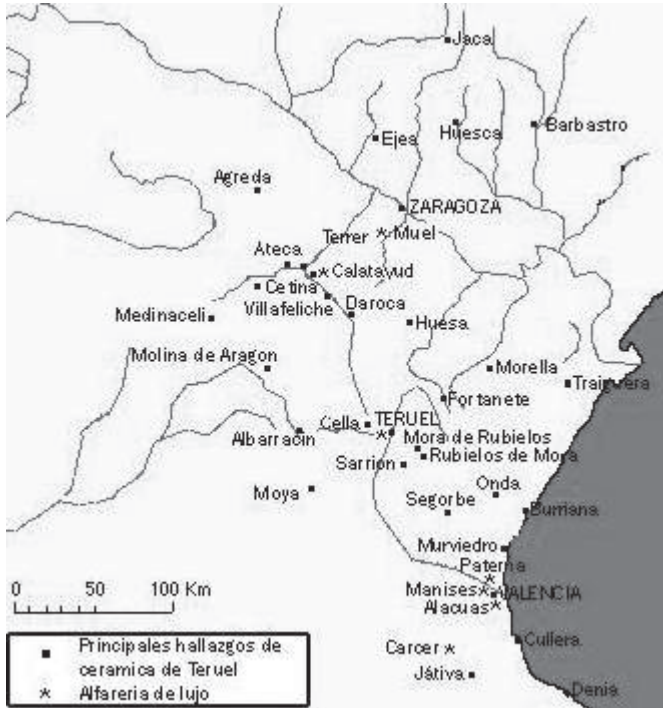 Jaca
Ejea
Huesca
Barbastro
Agreda
ZARAGOZA
Terrer
Muel
Ateca
Calatayud
Cetina
Villafeliche
Daroca
Medinaceli
Huesa
Molina de Aragon
Morella
Traiguera
Fortanete
Cella
TERUEL
Albarracin
Mora de Rubielos
Rubielos de Mora
Sarrion
Moya
Onda
Segorbe
Burriana
Murviedro
Paterna
0 50 100 Km
Manises
VALENCIA
Alacuas
Cullera
Carcer
Játiva
Denia
Principales hallazgos de
ceramica de Teruel
Alfareria de lujo